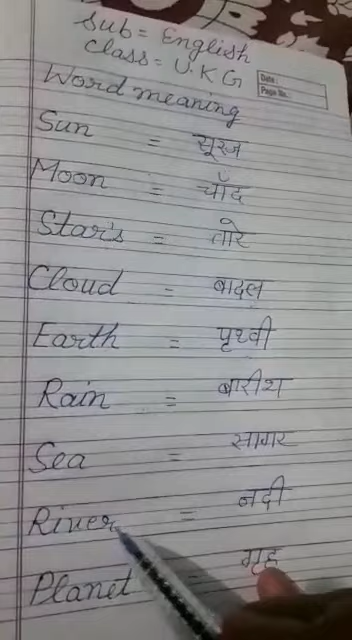 Sub = English
Class = U.K.G
Date :
Page No.
Word meaning
Sun = सूरज
Moon = चाँद
Star's = तारे
Cloud = बादल
Earth = पृथ्वी
Rain = बारीश
Sea = सागर
River = नदी
Planet = गृह